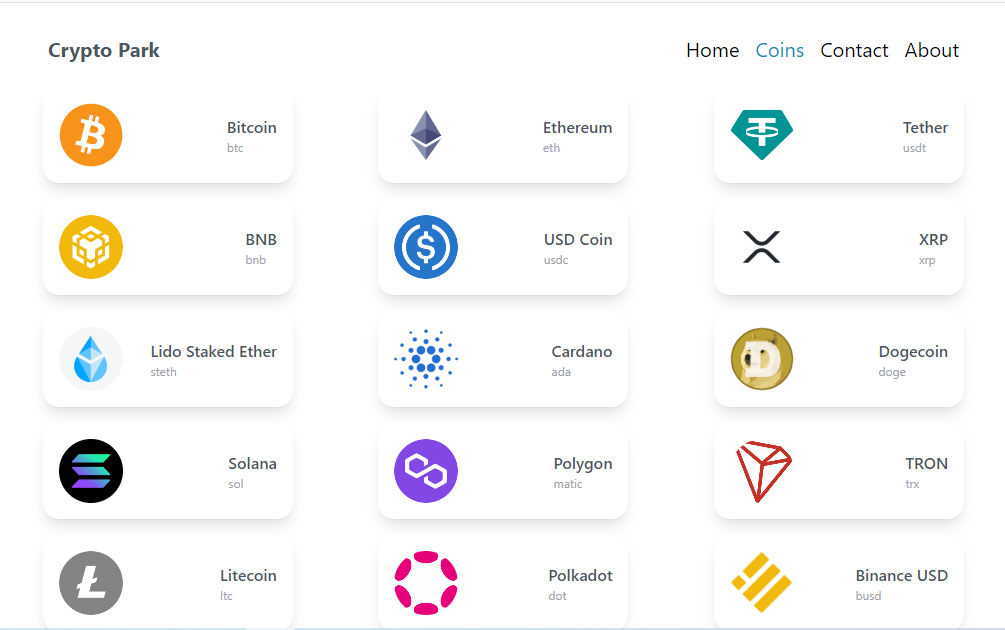 Crypto Park
Home Coins Contact About
Bitcoin
btc
Ethereum
eth
Tether
usdt
BNB
bnb
USD Coin
usdc
XRP
xrp
Lido Staked Ether
steth
Cardano
ada
Dogecoin
doge
Solana
sol
Polygon
matic
TRON
trx
Litecoin
ltc
Polkadot
dot
Binance USD
busd